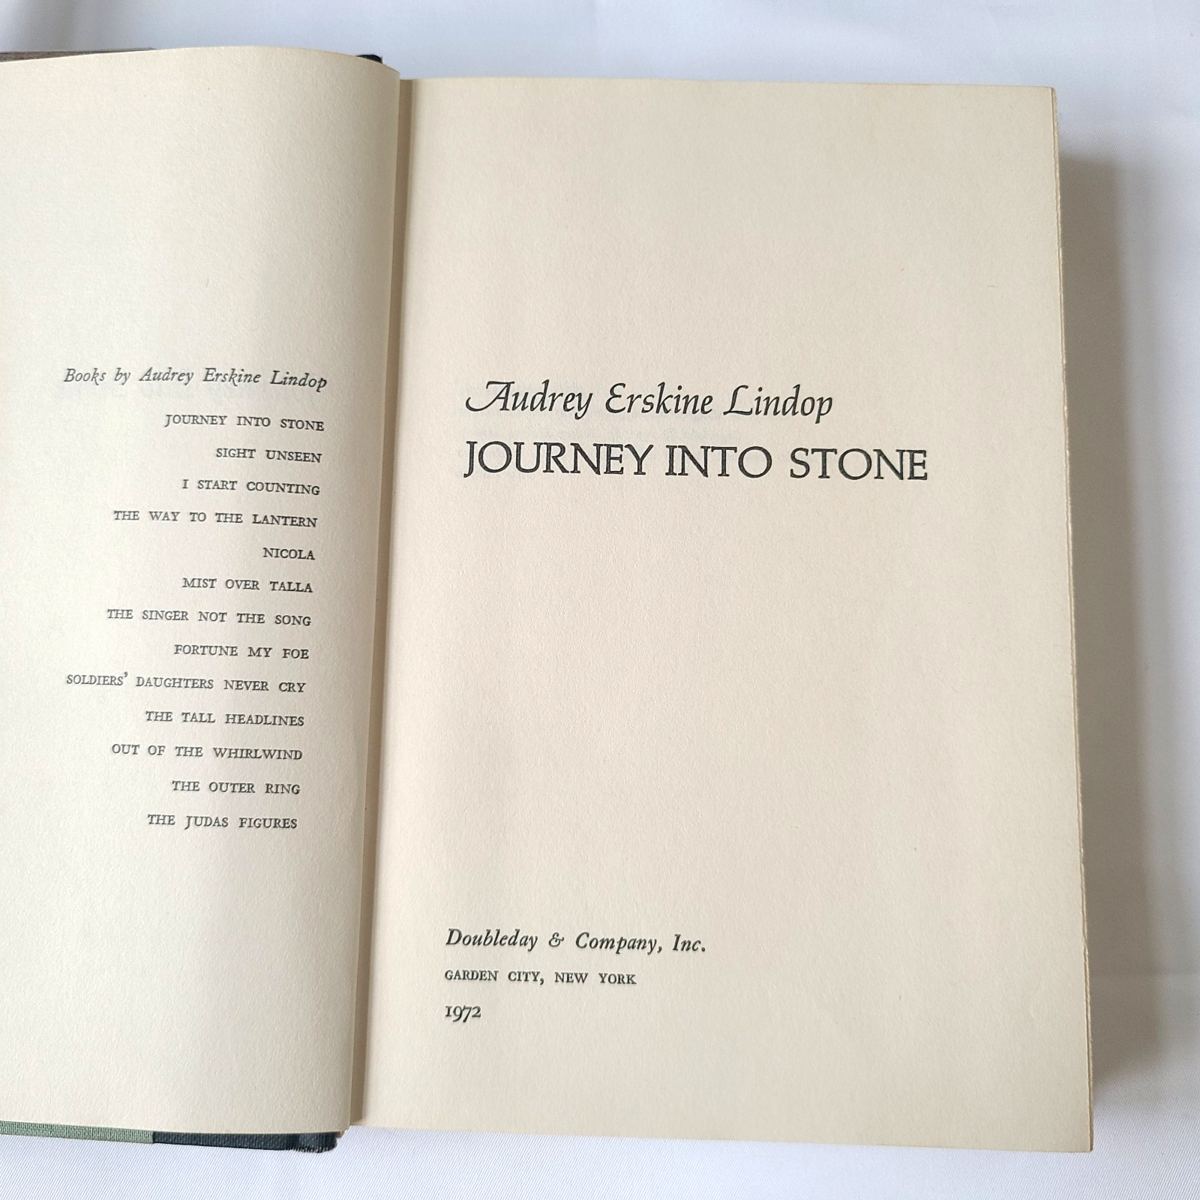 Books by Audrey Erskine Lindop
JOURNEY INTO STONE
SIGHT UNSEEN
I START COUNTING
THE WAY TO THE LANTERN
NICOLA
MIST OVER TALLA
THE SINGER NOT THE SONG
FORTUNE MY FOE
SOLDIERS' DAUGHTERS NEVER CRY
THE TALL HEADLINES
OUT OF THE WHIRLWIND
THE OUTER RING
THE JUDAS FIGURES
Audrey Erskine Lindop
JOURNEY INTO STONE
Doubleday & Company, Inc.
GARDEN CITY, NEW YORK
1972